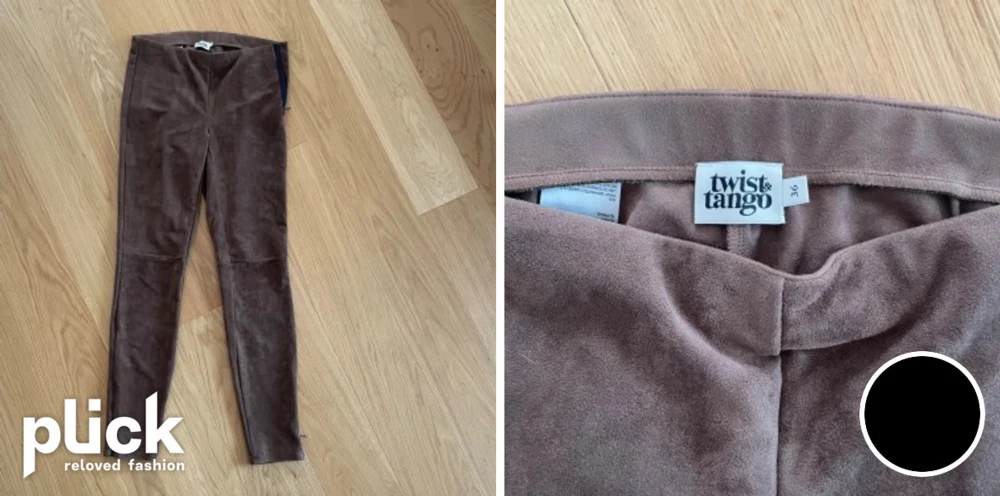 plick
reloved fashion
twist&
tango
36